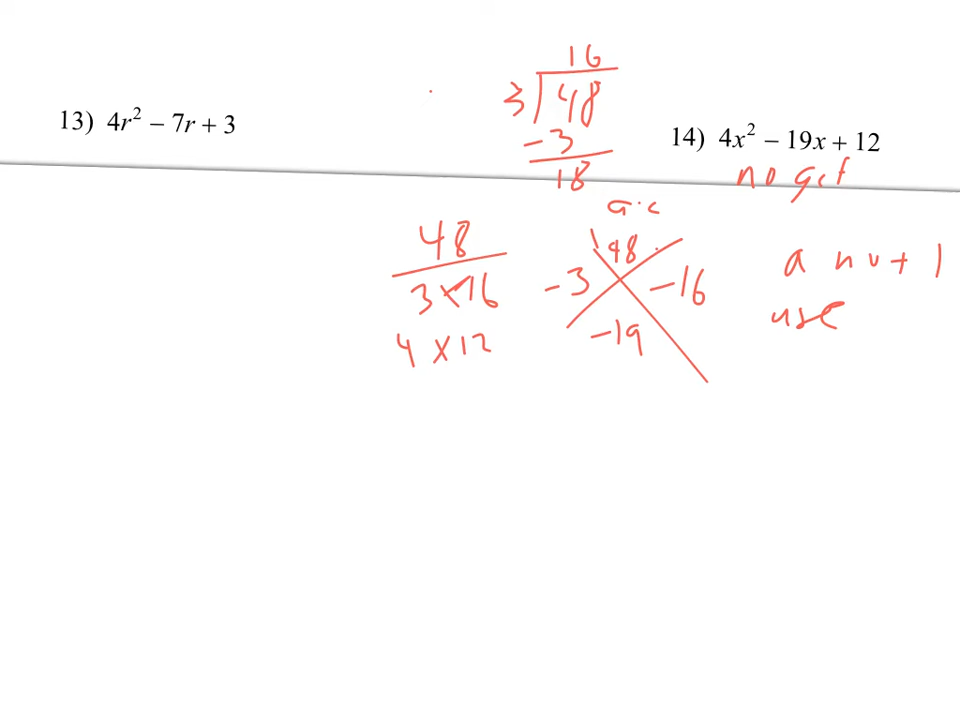 16
3 48
13) 4r² − 7r + 3
− 3
14) 4x² − 19x + 12
18
no gcf
a·c
48
48
a not 1
3 × 16
−3 −16
use
4 × 12
−19